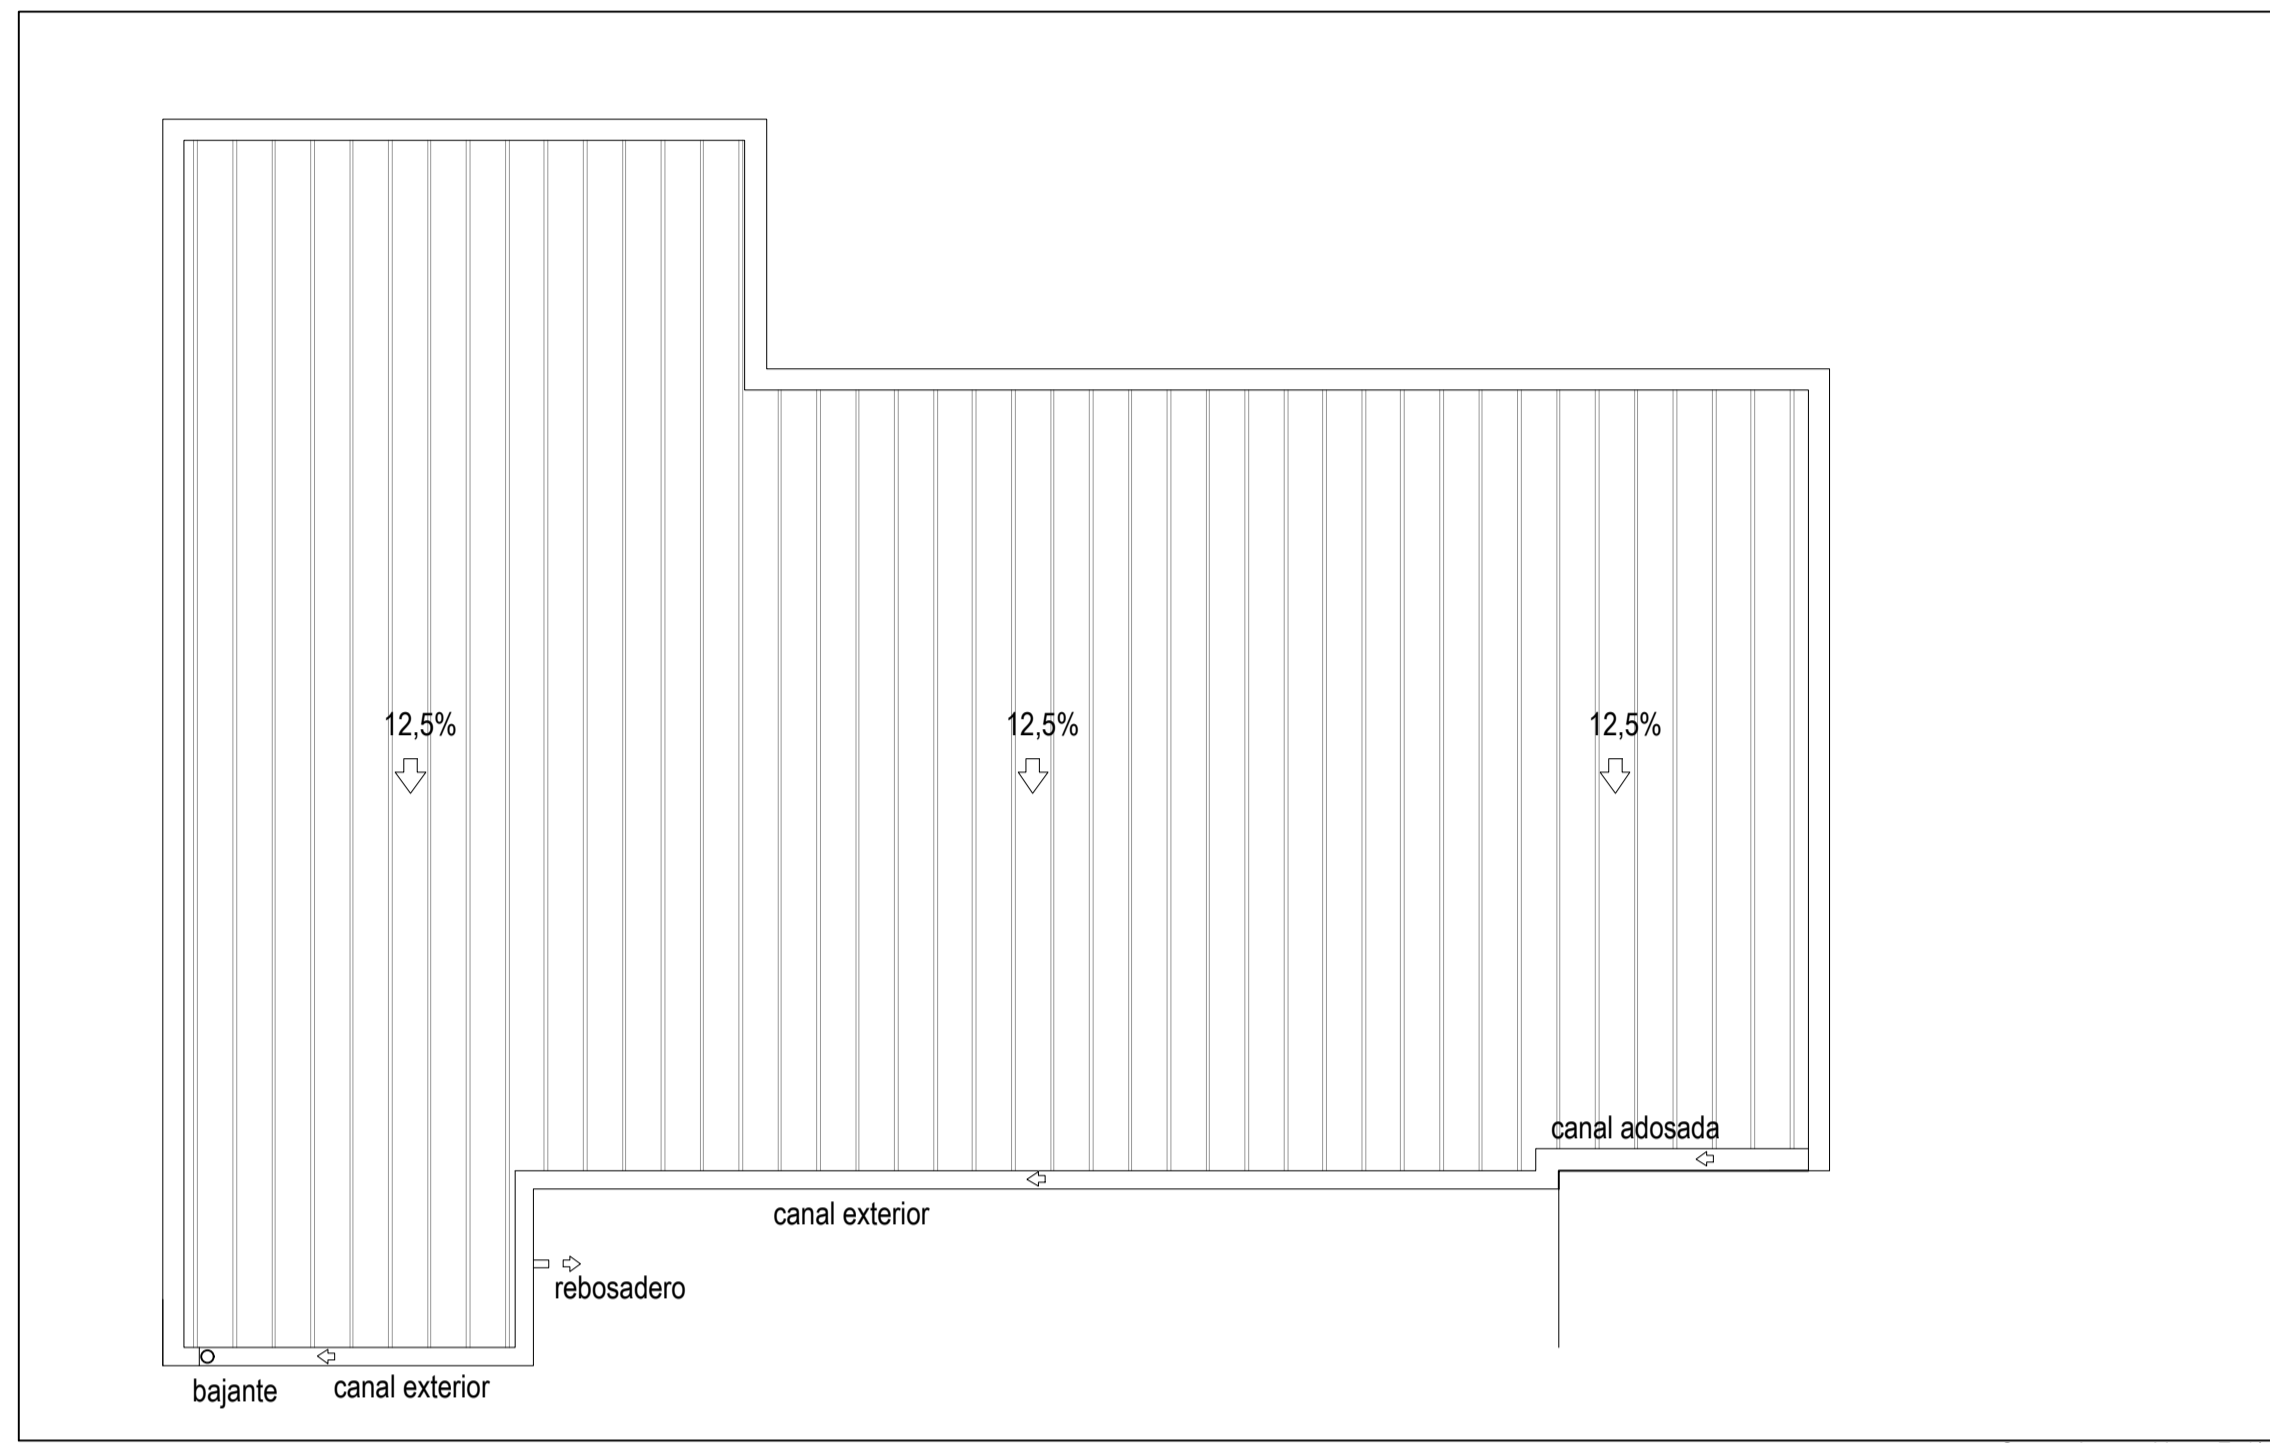 12,5%
12,5%
12,5%
canal adosada
canal exterior
rebosadero
bajante
canal exterior